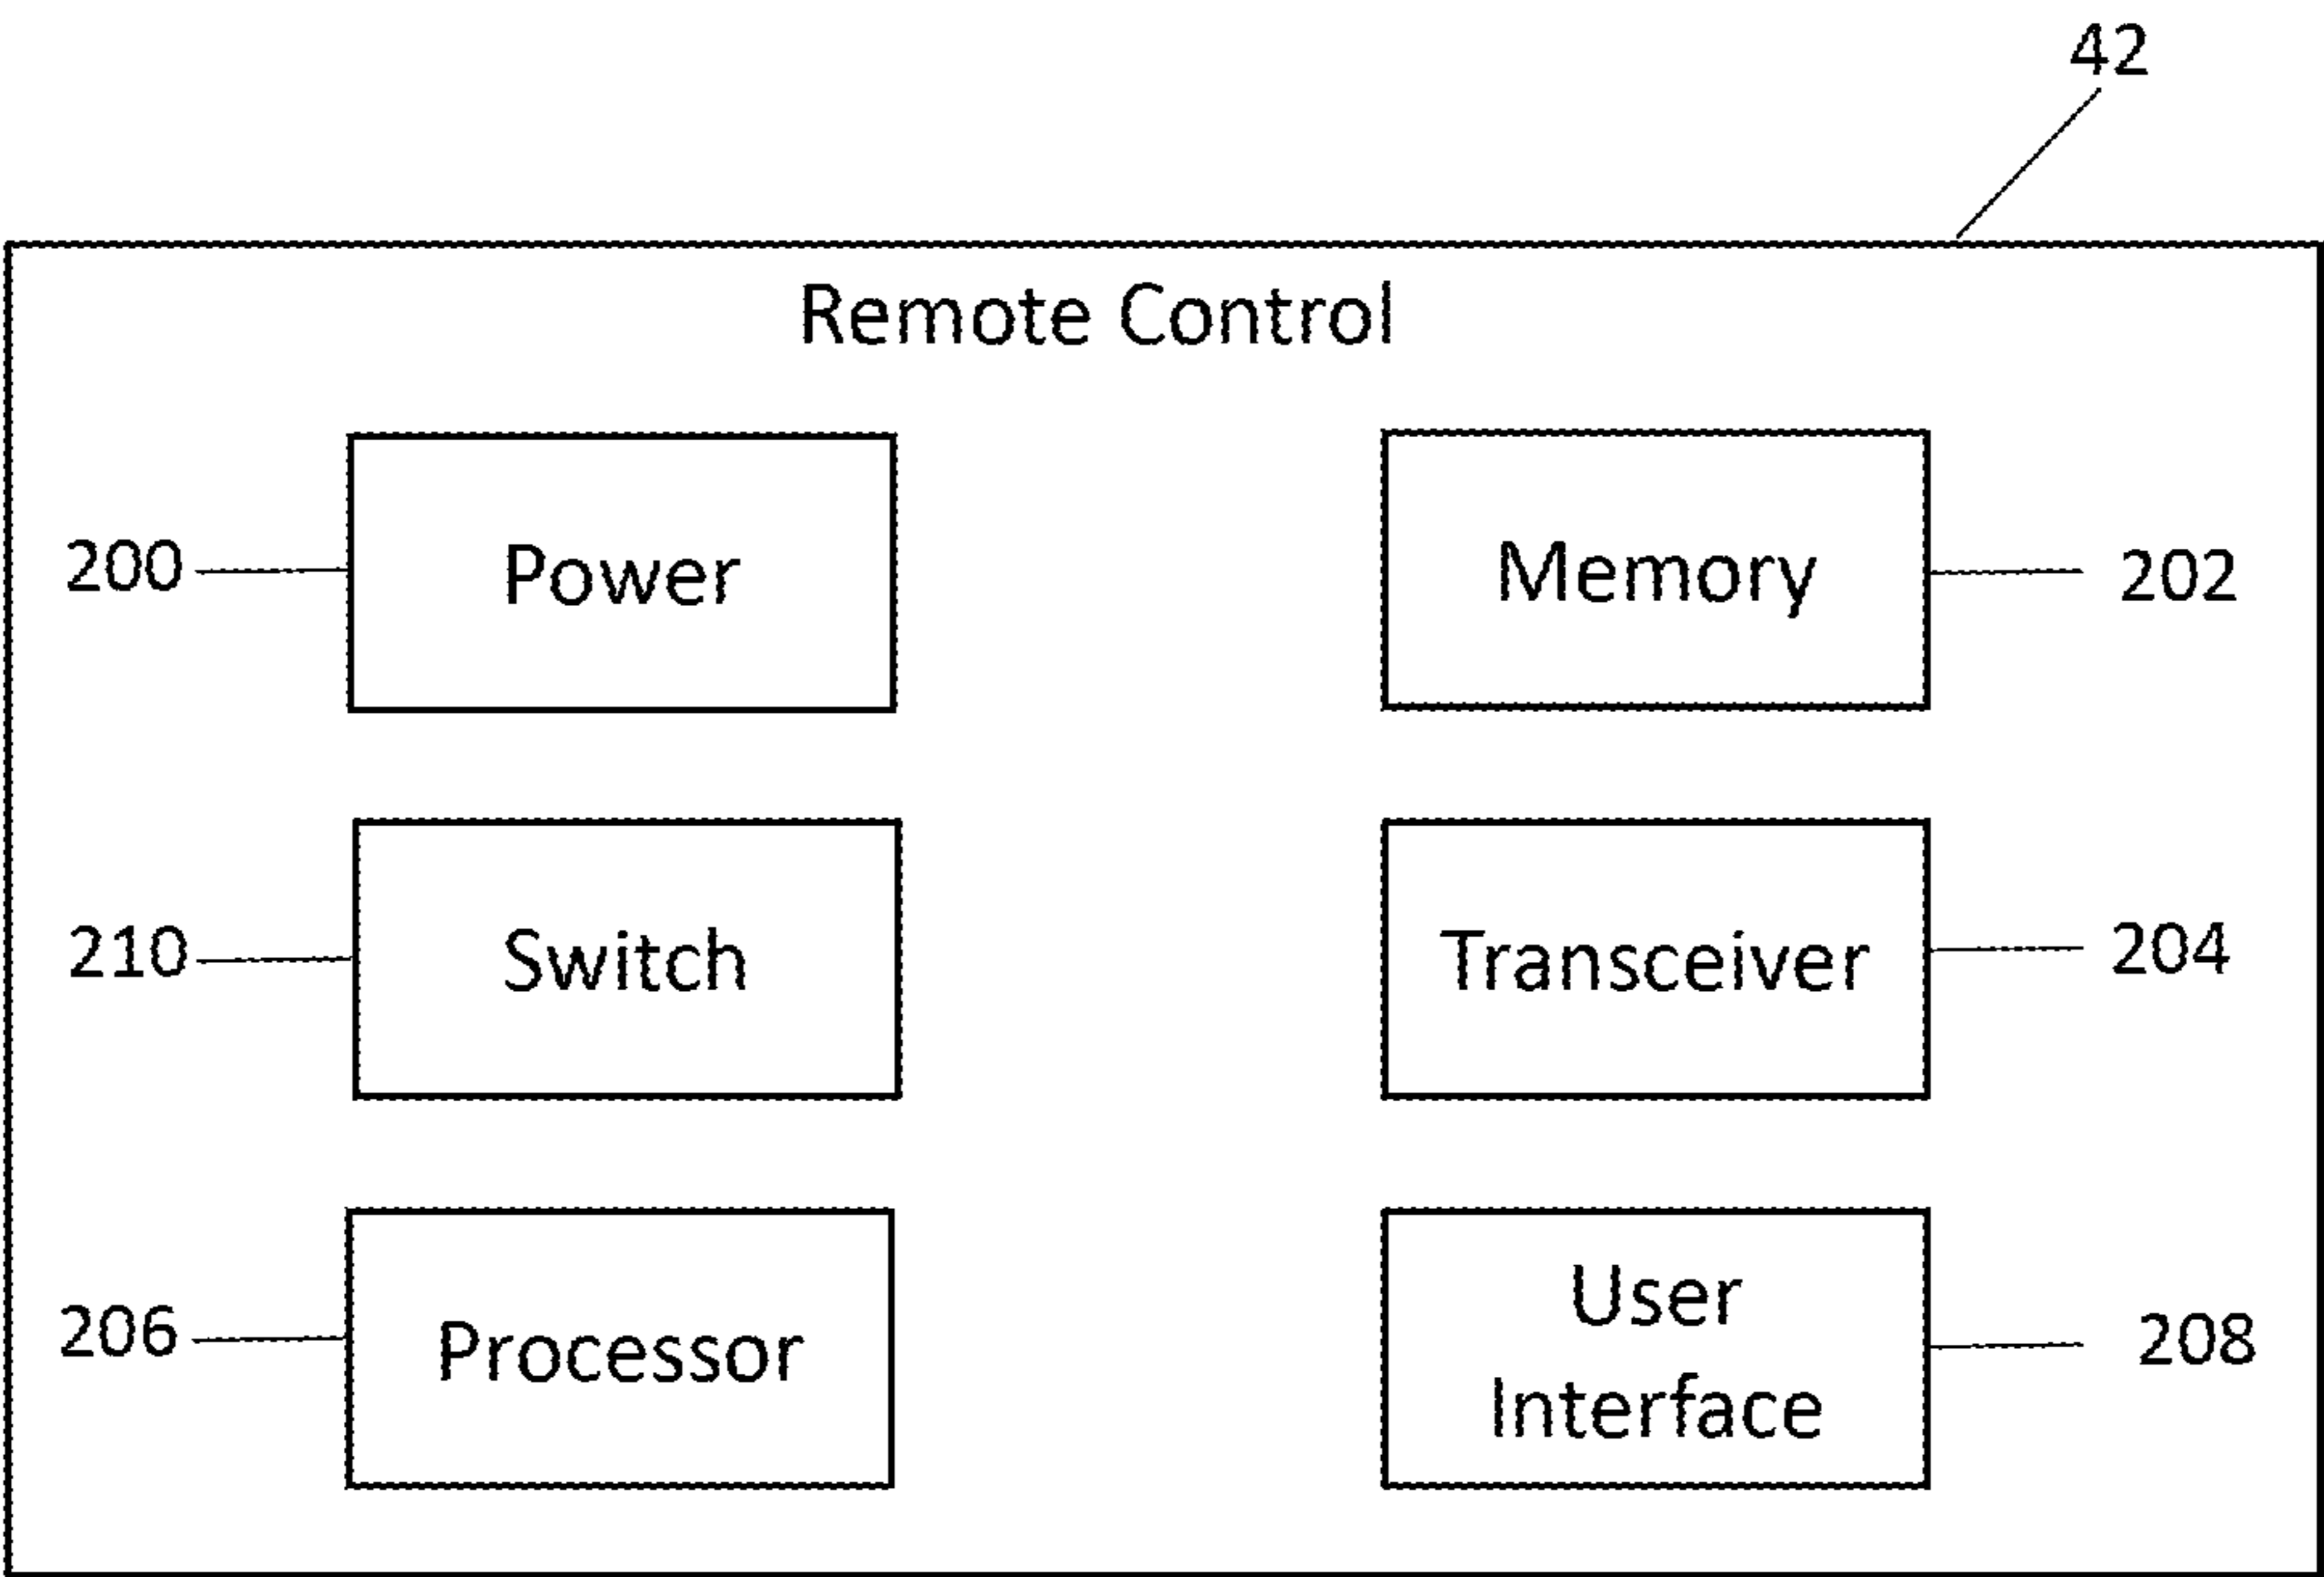 42
Remote Control
200 Power Memory 202
210 Switch Transceiver 204
206 Processor User Interface 208